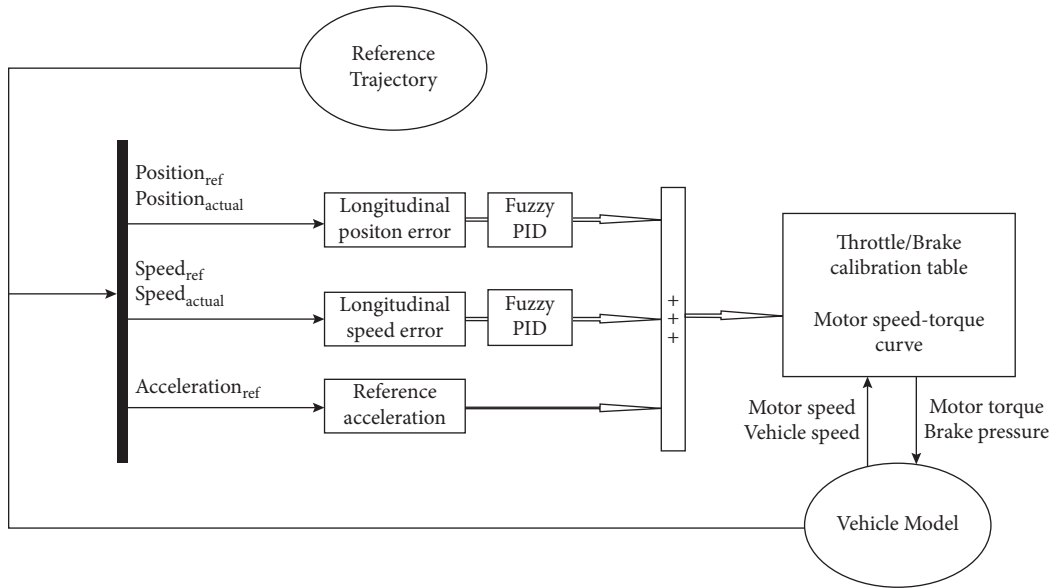 Reference
Trajectory
Position_ref
Position_actual
Longitudinal
positon error
Fuzzy
PID
Speed_ref
Speed_actual
Longitudinal
speed error
Fuzzy
PID
Acceleration_ref
Reference
acceleration
+
+
+
Throttle/Brake
calibration table
Motor speed-torque
curve
Motor speed
Vehicle speed
Motor torque
Brake pressure
Vehicle Model